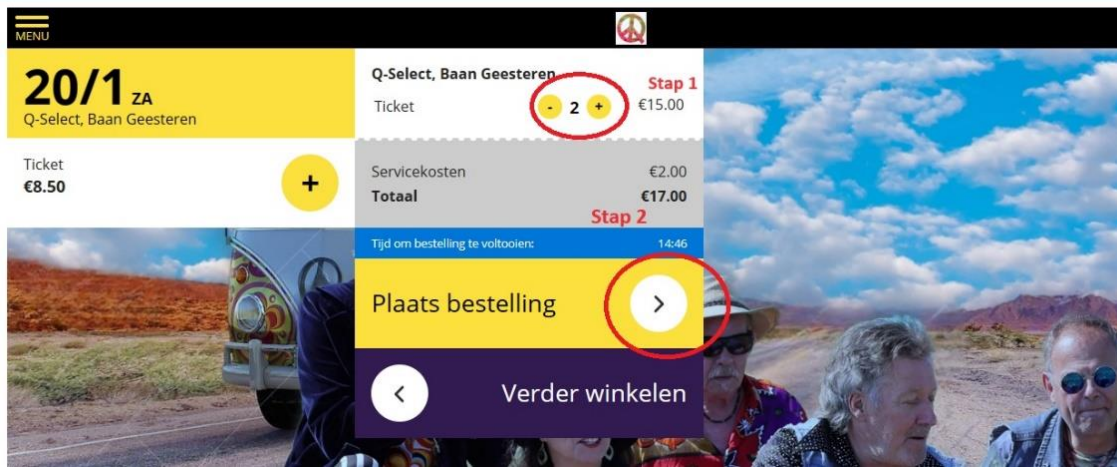 MENU
20/1 ZA
Q-Select, Baan Geesteren
Ticket
€8.50
+
Q-Select, Baan Geesteren
Stap 1
Ticket - 2 + €15.00
Servicekosten €2.00
Totaal €17.00
Stap 2
Tijd om bestelling te voltooien: 14:46
Plaats bestelling >
< Verder winkelen